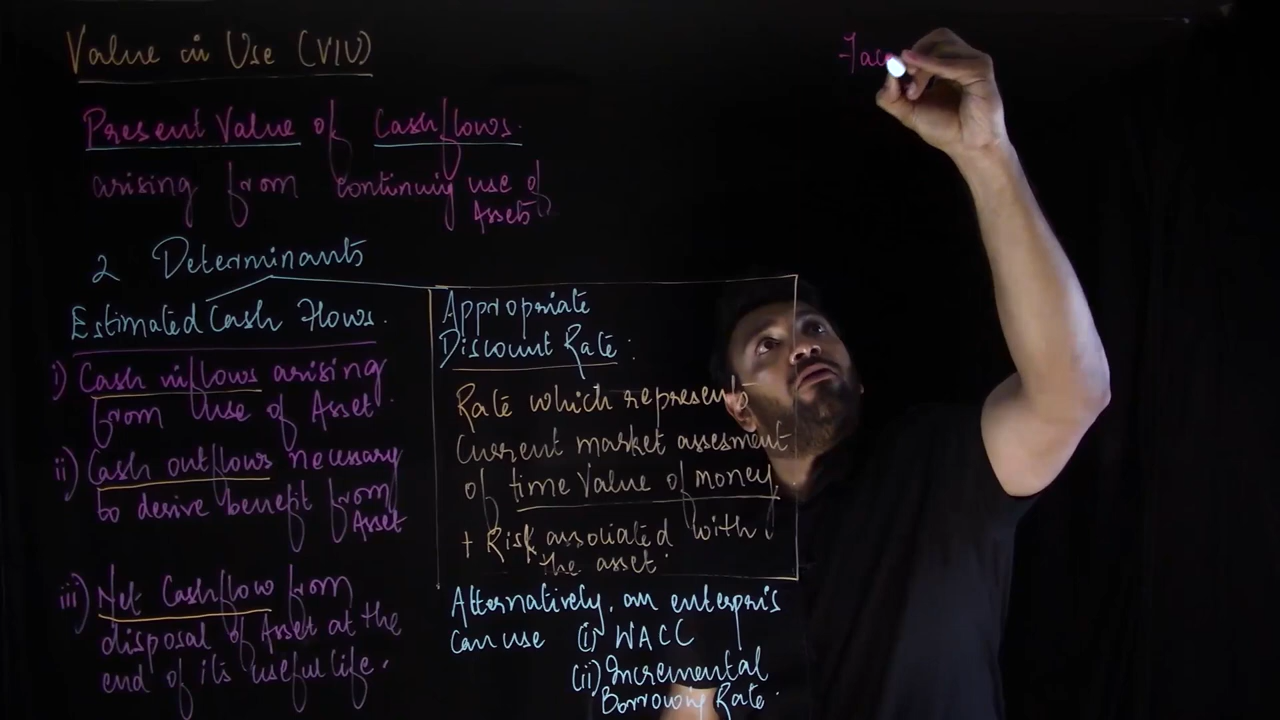 Value in Use (VIU)
Present Value of Cashflows.
arising from continuing use of
Assets
2 Determinants
Estimated Cash Flows.
i) Cash inflows arising
from use of Asset.
ii) Cash outflows necessary
to derive benefit from
Asset
iii) Net Cashflow from
disposal of Asset at the
end of its useful life.
Appropriate
Discount Rate:
Rate which represents
Current market assesment
of time Value of money
+ Risk associated with
the asset.
Alternatively, an enterpris
can use (i) WACC
(ii) Incremental
Borrowing Rate.
Fac